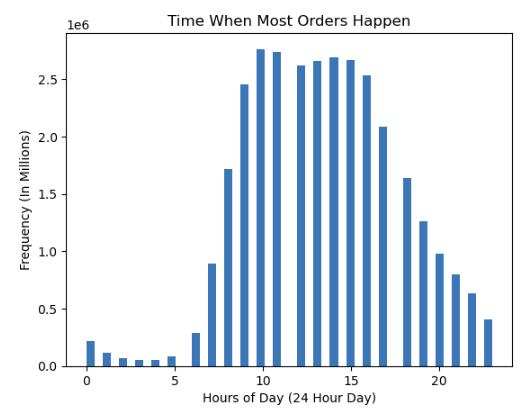 Time When Most Orders Happen
1e6
2.5
2.0
1.5
1.0
0.5
0.0
Frequency (In Millions)
0 5 10 15 20
Hours of Day (24 Hour Day)